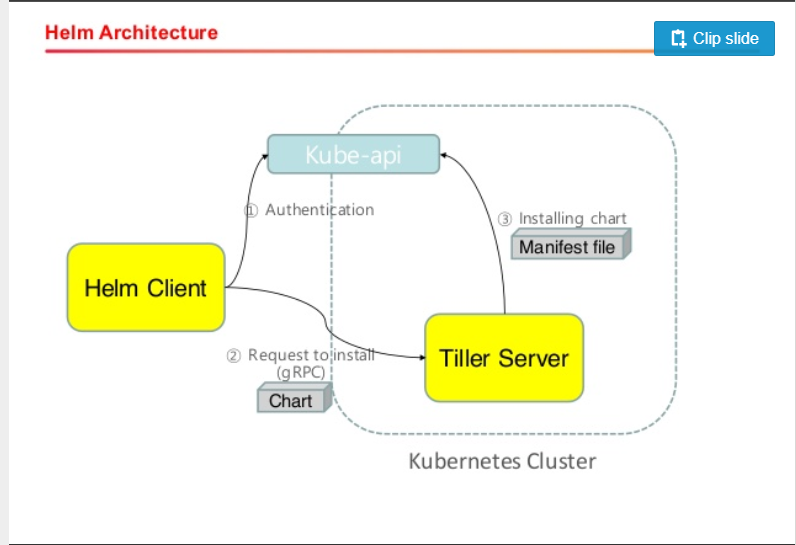 Helm Architecture
Clip slide
Kube-api
① Authentication
③ Installing chart
Manifest file
Helm Client
② Request to install
(gRPC)
Chart
Tiller Server
Kubernetes Cluster